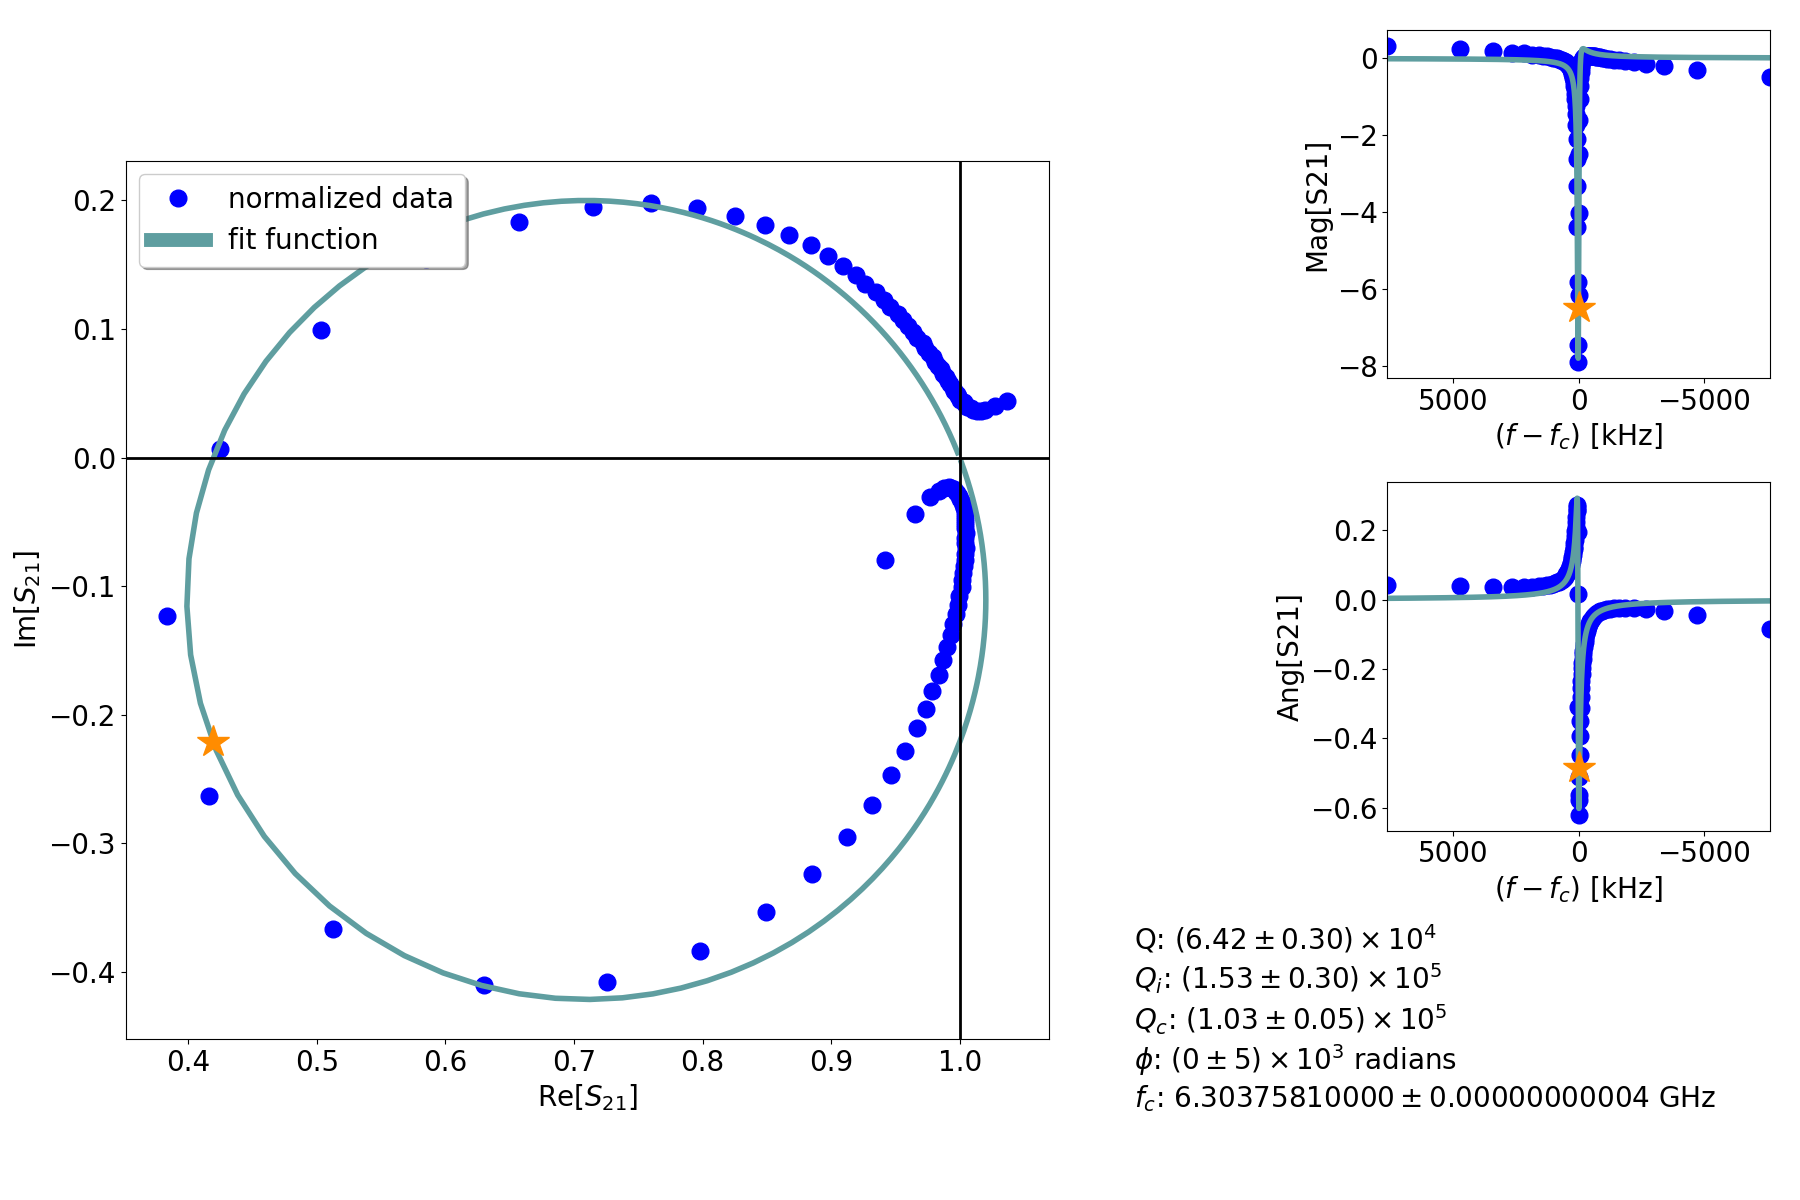 normalized data
fit function
0.2
0.1
0.0
−0.1
−0.2
−0.3
−0.4
Im[S21]
0.4 0.5 0.6 0.7 0.8 0.9 1.0
Re[S21]
0
−2
−4
−6
−8
Mag[S21]
5000 0 −5000
(f − fc) [kHz]
0.2
0.0
−0.2
−0.4
−0.6
Ang[S21]
5000 0 −5000
(f − fc) [kHz]
Q: (6.42 ± 0.30) × 10^4
Qi: (1.53 ± 0.30) × 10^5
Qc: (1.03 ± 0.05) × 10^5
ϕ: (0 ± 5) × 10^3 radians
fc: 6.30375810000 ± 0.00000000004 GHz